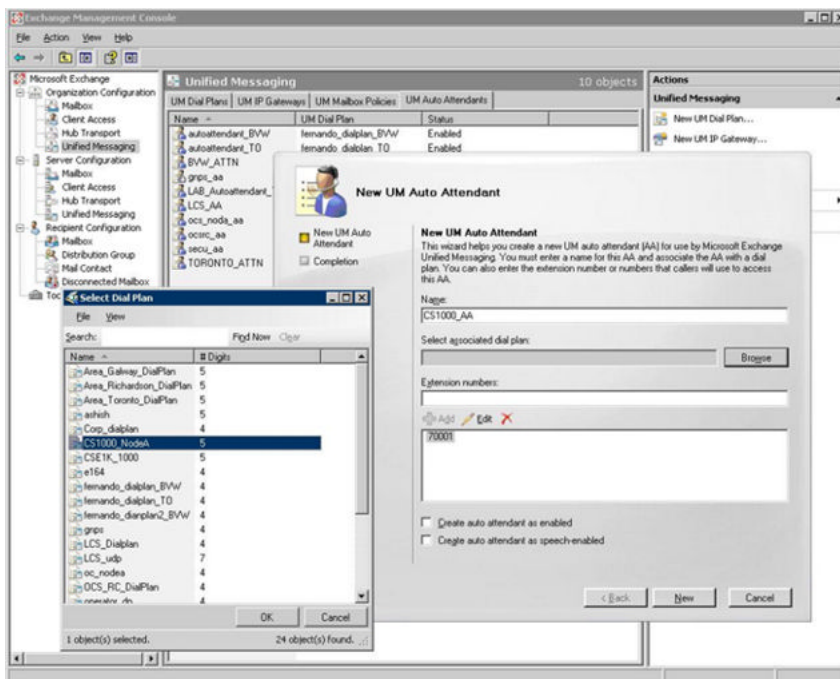 Exchange Management Console
File Action View Help
Microsoft Exchange
Organization Configuration
Mailbox
Client Access
Hub Transport
Unified Messaging
Server Configuration
Mailbox
Client Access
Hub Transport
Unified Messaging
Recipient Configuration
Mailbox
Distribution Group
Mail Contact
Disconnected Mailbox
Unified Messaging 10 objects
UM Dial Plans UM IP Gateways UM Mailbox Policies UM Auto Attendants
Name UM Dial Plan Status
autoattendant_BVW fernando_dialplan_BVW Enabled
autoattendant_TO fernando_dialplan_TO Enabled
BVW_ATTN
gnps_aa
LAB_Autoattendant_
LCS_AA
ocs_noda_aa
ocsrc_aa
secu_aa
TORONTO_ATTN
Actions
Unified Messaging
New UM Dial Plan...
New UM IP Gateway...
New UM Auto Attendant
New UM Auto
Attendant
Completion
New UM Auto Attendant
This wizard helps you create a new UM auto attendant (AA) for use by Microsoft Exchange
Unified Messaging. You must enter a name for this AA and associate the AA with a dial
plan. You can also enter the extension number or numbers that callers will use to access
this AA.
Name:
CS1000_AA
Select associated dial plan:
Browse
Extension numbers:
Add Edit
70001
Create auto attendant as enabled
Create auto attendant as speech-enabled
< Back New Cancel
Select Dial Plan
File View
Search: Find Now Clear
Name # Digits
Area_Galway_DialPlan 5
Area_Richardson_DialPlan 5
Area_Toronto_DialPlan 5
ashish 5
Corp_dialplan 4
CS1000_NodeA 5
CSE1K_1000 5
e164 4
fernando_dialplan_BVW 4
fernando_dialplan_TO 4
fernando_dianplan2_BVW 4
gnps 4
LCS_Dialplan 4
LCS_udp 7
oc_nodea 4
OCS_RC_DialPlan 4
operator_dp 4
OK Cancel
1 object(s) selected. 24 object(s) found.